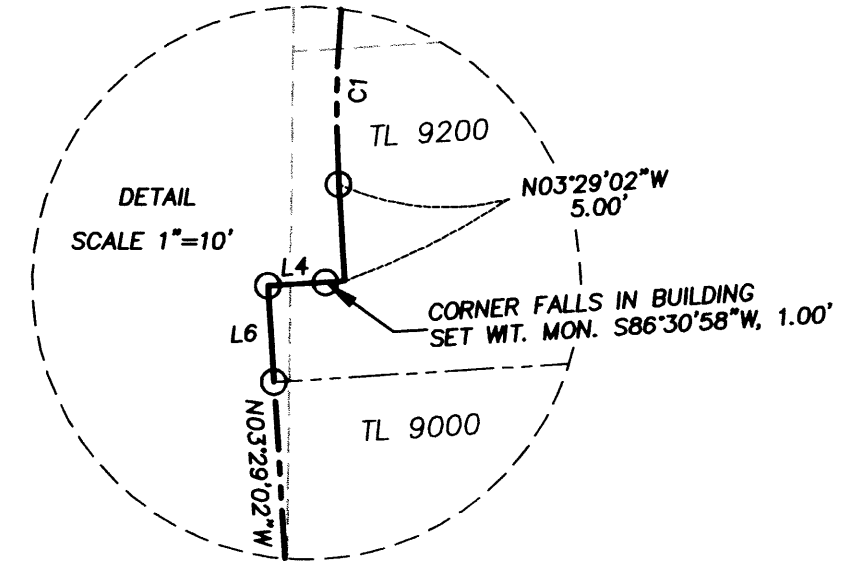 C1
TL 9200
DETAIL
SCALE 1"=10'
N03°29'02"W
5.00'
L4
CORNER FALLS IN BUILDING
SET WIT. MON. S86°30'58"W, 1.00'
L6
TL 9000
N03°29'02"W